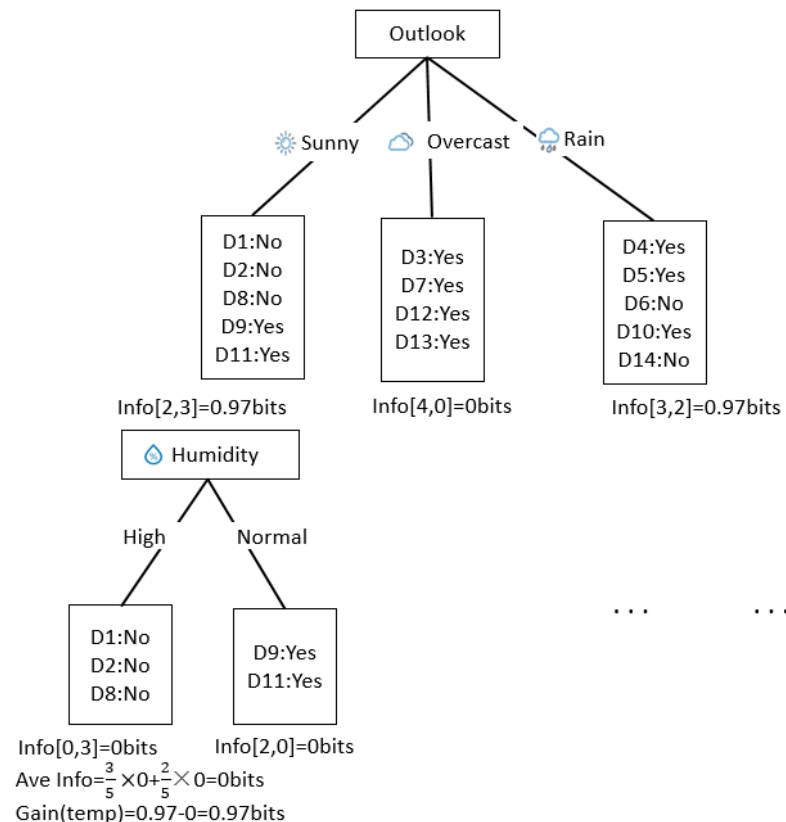 Outlook
Sunny
Overcast
Rain
D1:No
D2:No
D8:No
D9:Yes
D11:Yes
D3:Yes
D7:Yes
D12:Yes
D13:Yes
D4:Yes
D5:Yes
D6:No
D10:Yes
D14:No
Info[2,3]=0.97bits
Info[4,0]=0bits
Info[3,2]=0.97bits
% Humidity
High
Normal
D1:No
D2:No
D8:No
D9:Yes
D11:Yes
... ...
Info[0,3]=0bits
Info[2,0]=0bits
Ave Info=3/5×0+2/5×0=0bits
Gain(temp)=0.97-0=0.97bits